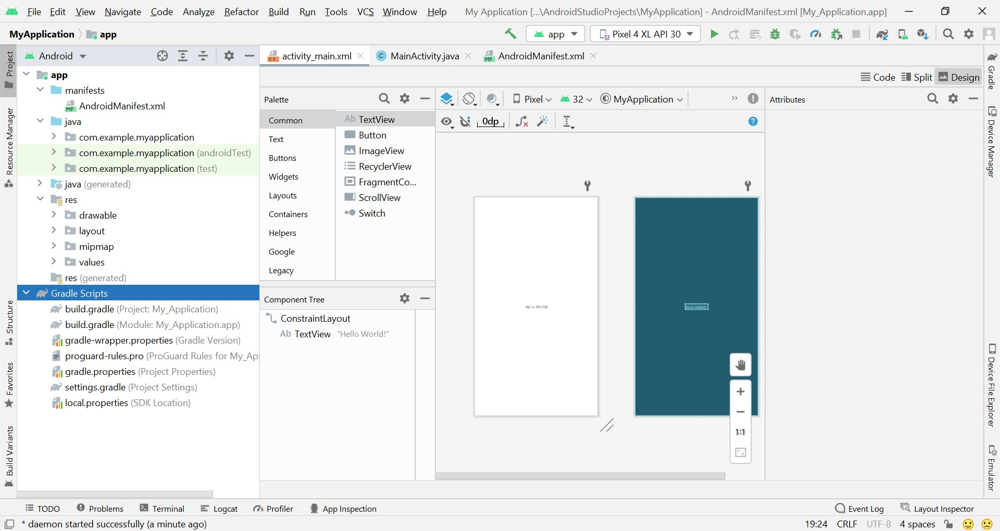 File Edit View Navigate Code Analyze Refactor Build Run Tools VCS Window Help My Application [...\AndroidStudioProjects\MyApplication] - AndroidManifest.xml [My_Application.app]
MyApplication app
app Pixel 4 XL API 30
Project
Resource Manager
Structure
Favorites
Build Variants
Android
app
manifests
MF AndroidManifest.xml
java
com.example.myapplication
com.example.myapplication (androidTest)
com.example.myapplication (test)
java (generated)
res
drawable
layout
mipmap
values
res (generated)
Gradle Scripts
build.gradle (Project: My_Application)
build.gradle (Module: My_Application.app)
gradle-wrapper.properties (Gradle Version)
proguard-rules.pro (ProGuard Rules for My_Ap
gradle.properties (Project Properties)
settings.gradle (Project Settings)
local.properties (SDK Location)
activity_main.xml C MainActivity.java MF AndroidManifest.xml
Code Split Design
Palette
Common
Text
Buttons
Widgets
Layouts
Containers
Helpers
Google
Legacy
Ab TextView
Button
ImageView
RecyclerView
FragmentCo...
ScrollView
Switch
Component Tree
ConstraintLayout
Ab TextView "Hello World!"
Pixel 32 MyApplication
0dp
Hello World!
Hello World!
1:1
Attributes
Gradle
Device Manager
Device File Explorer
Emulator
TODO Problems Terminal Logcat Profiler App Inspection Event Log Layout Inspector
* daemon started successfully (a minute ago) 19:24 CRLF UTF-8 4 spaces